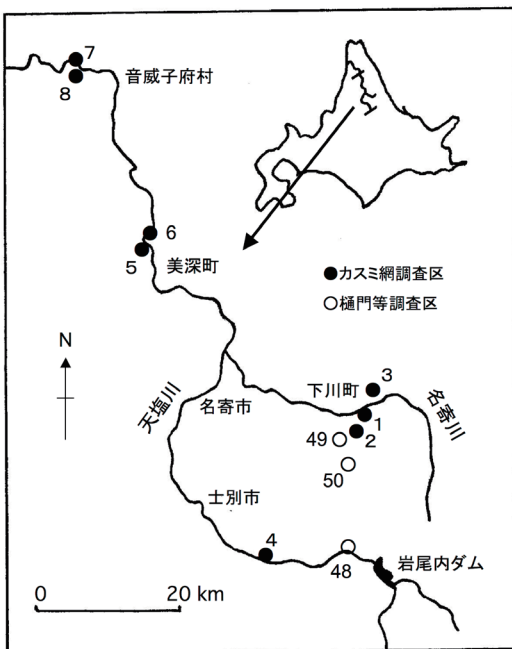 7
8
音威子府村
6
5
美深町
●カスミ網調査区
○樋門等調査区
N
3
下川町
名寄川
天塩川
名寄市
1
49
2
50
士別市
4
48
岩尾内ダム
0 20 km